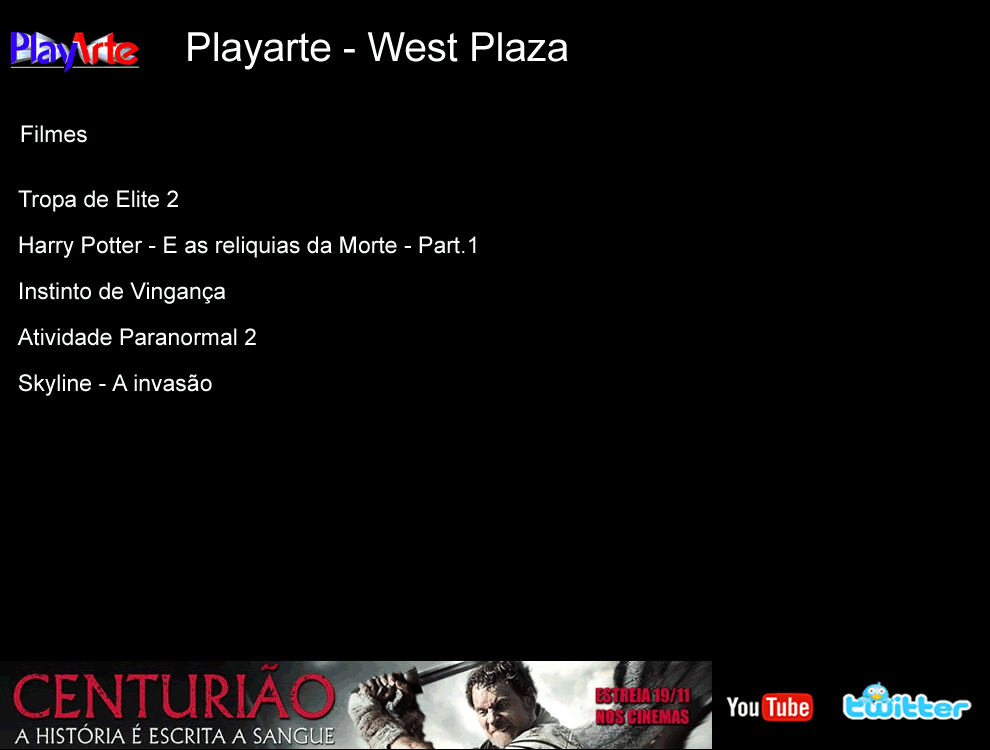 PlayArte
Playarte - West Plaza
Filmes
Tropa de Elite 2
Harry Potter - E as reliquias da Morte - Part.1
Instinto de Vingança
Atividade Paranormal 2
Skyline - A invasão
CENTURIÃO
A HISTÓRIA É ESCRITA A SANGUE
ESTREIA 19/11
NOS CINEMAS
YouTube
twitter